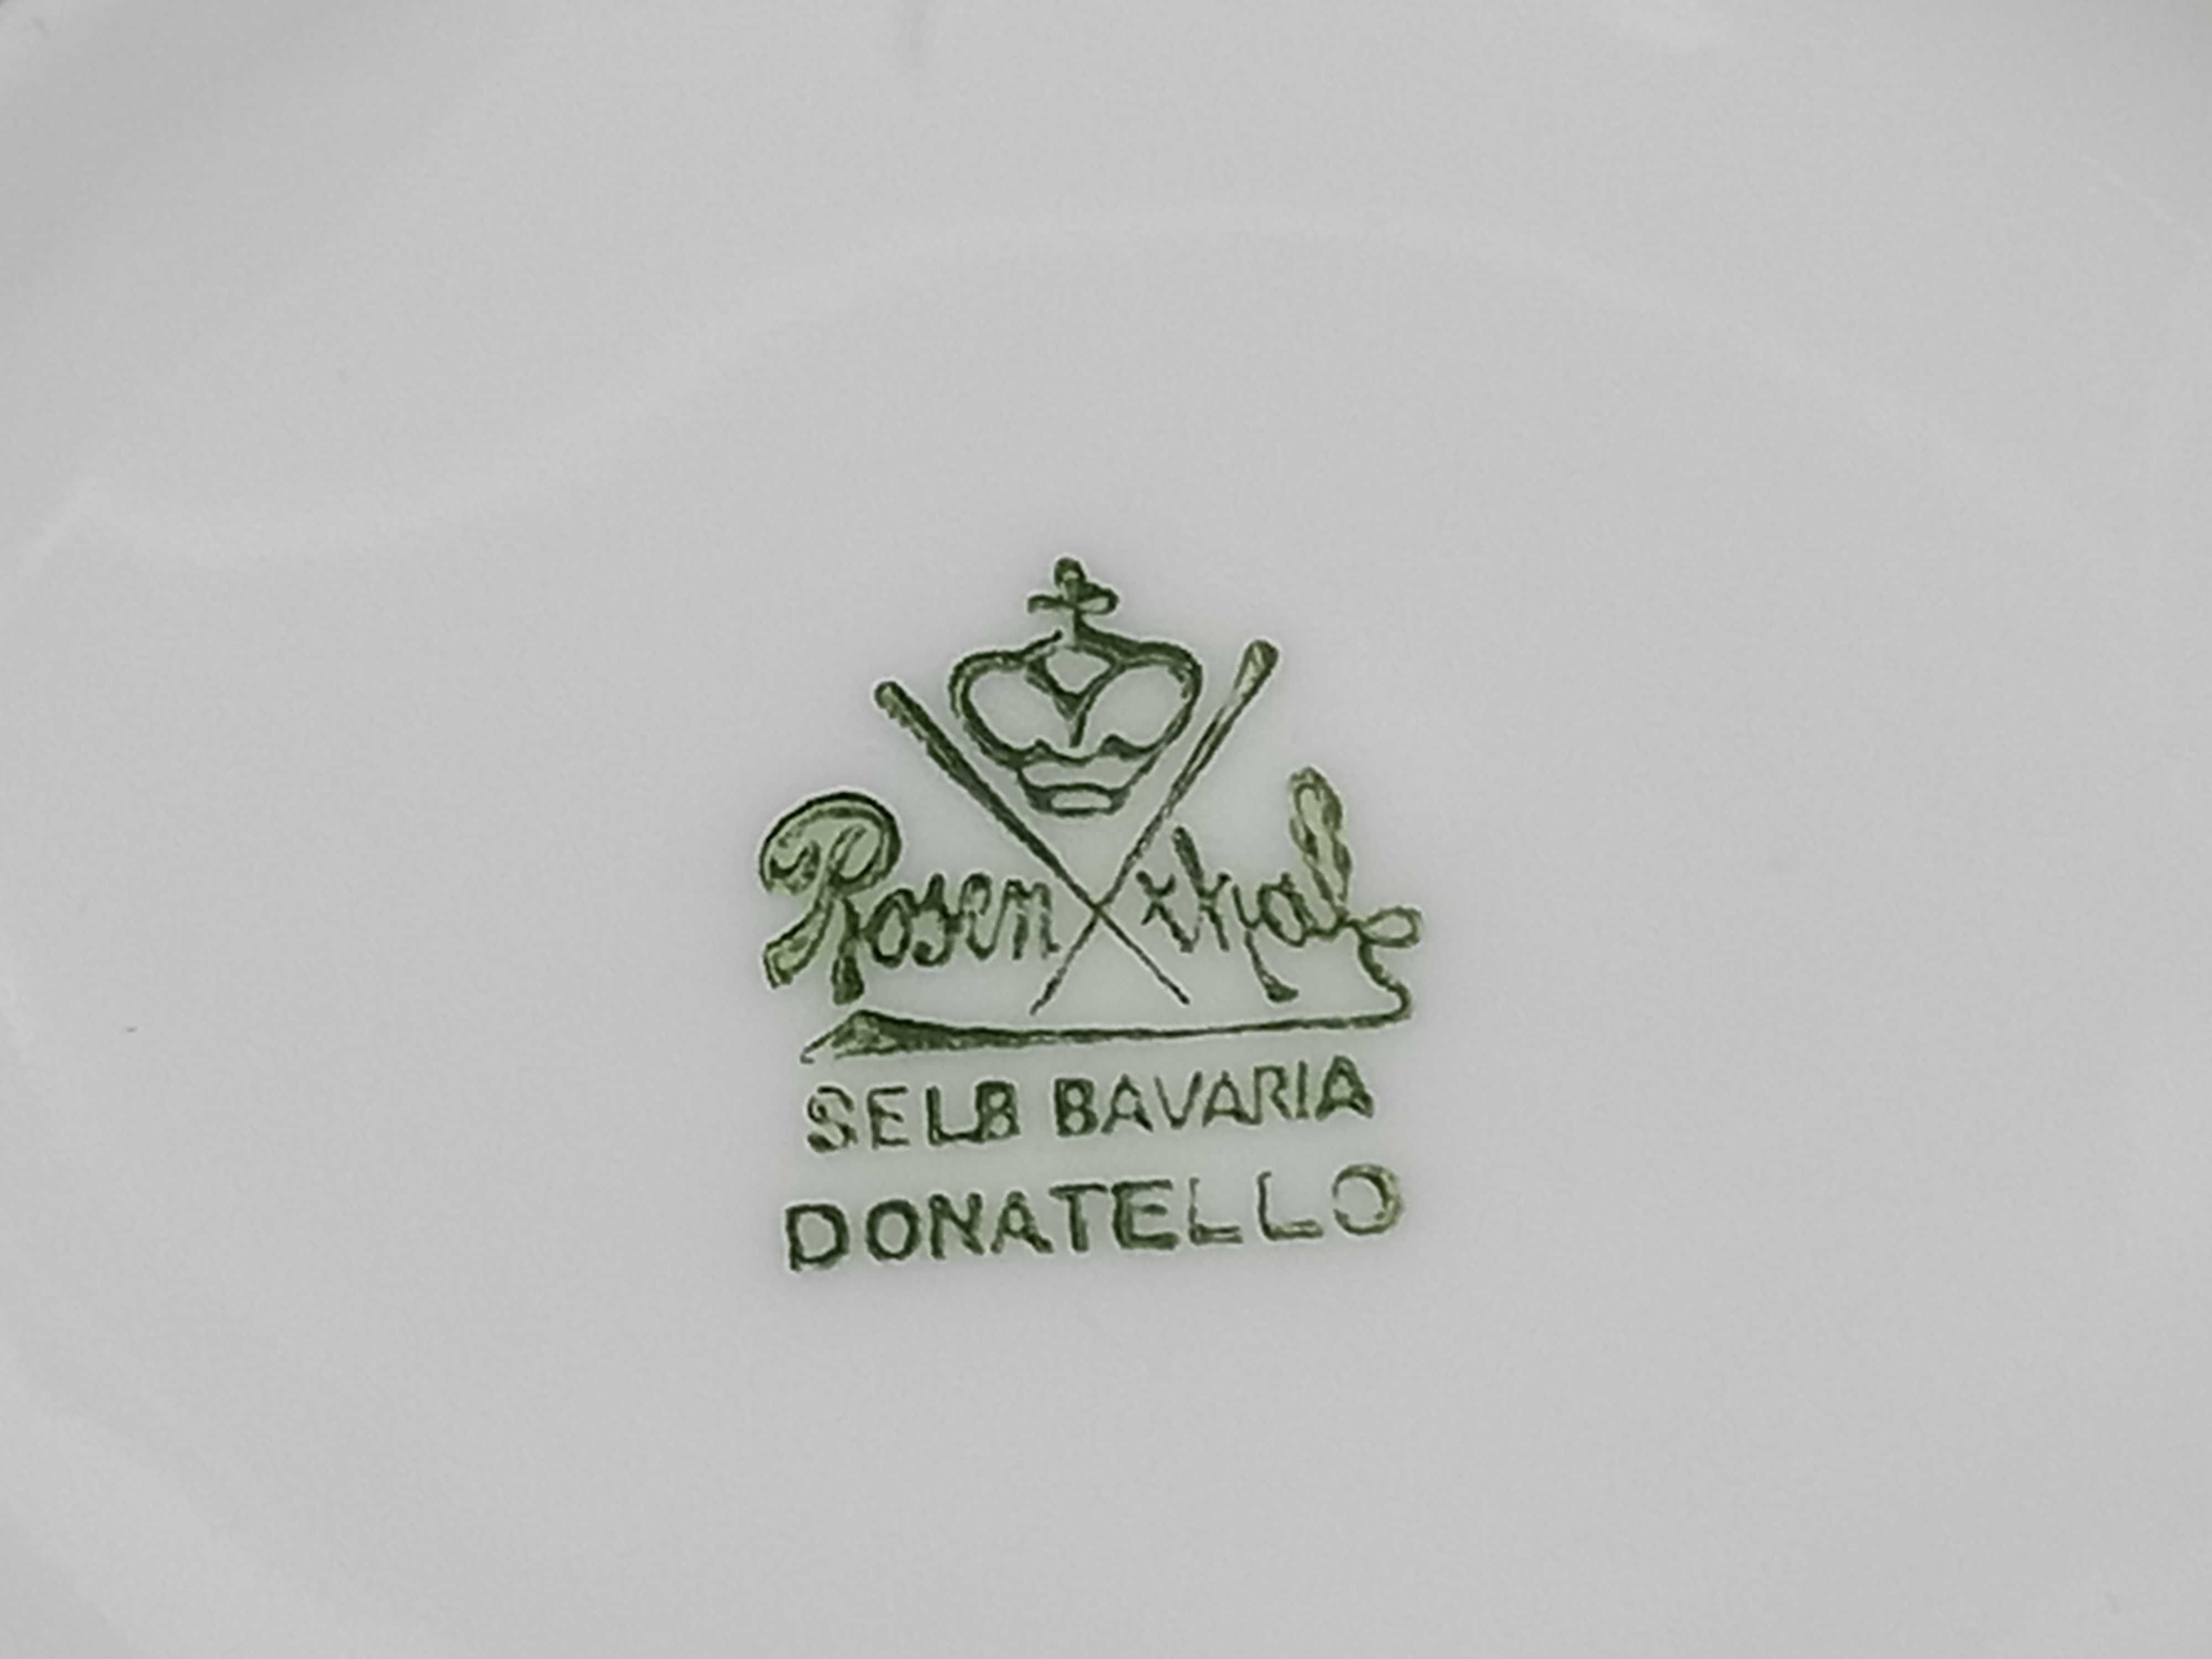 Rosenthal
SELB BAVARIA
DONATELLO